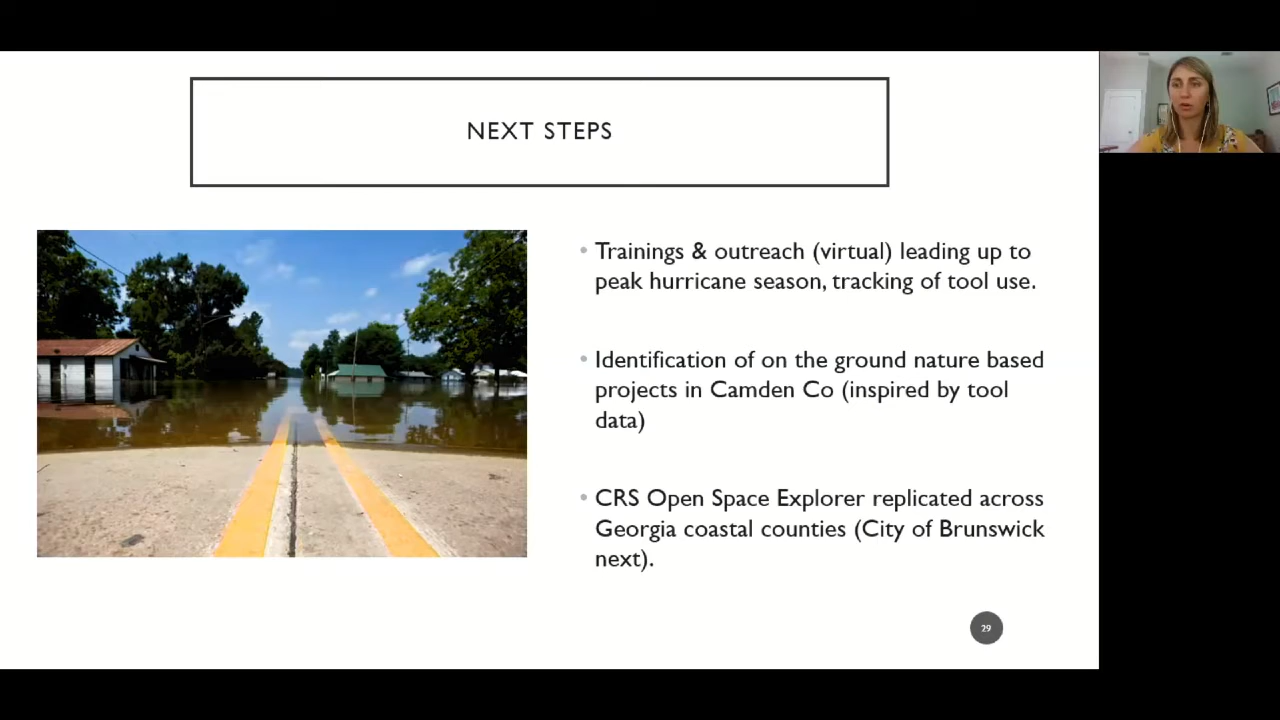 NEXT STEPS
Trainings & outreach (virtual) leading up to
peak hurricane season, tracking of tool use.
Identification of on the ground nature based
projects in Camden Co (inspired by tool
data)
CRS Open Space Explorer replicated across
Georgia coastal counties (City of Brunswick
next).
29